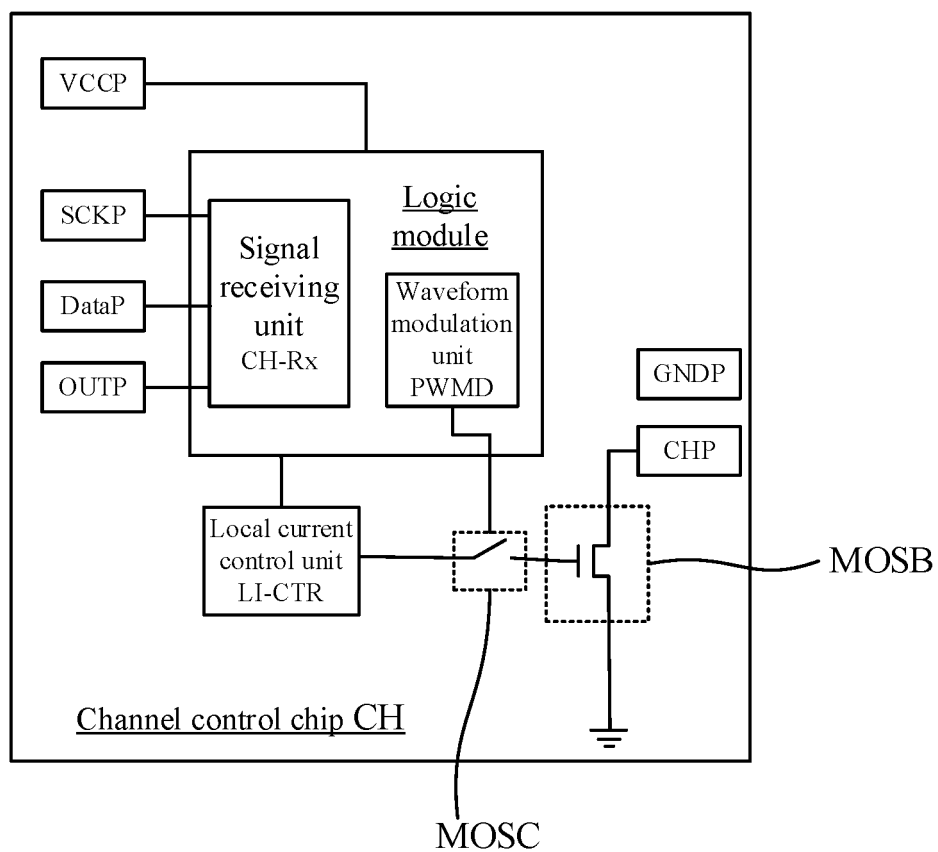 VCCP
SCKP
DataP
OUTP
Signal
receiving
unit
CH-Rx
Logic
module
Waveform
modulation
unit
PWMD
GNDP
CHP
Local current
control unit
LI-CTR
MOSB
Channel control chip CH
MOSC